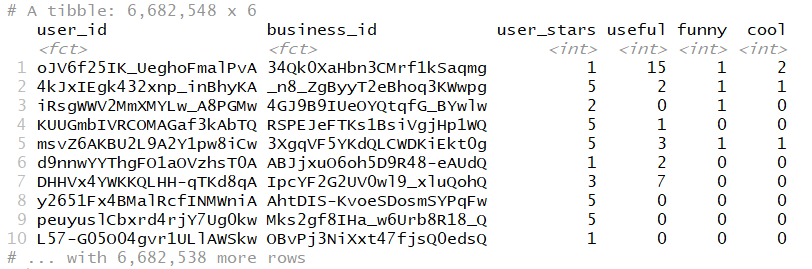 # A tibble: 6,682,548 x 6
user_id business_id user_stars useful funny cool
<fct> <fct> <int> <int> <int> <int>
1 oJV6f25IK_UeghoFmalPvA 34Qk0XaHbn3CMrf1kSaqmg 1 15 1 2
2 4kJxIEgk432xnp_inBhyKA _n8_ZgByyT2eBhoq3KWwpg 5 2 1 1
3 iRsgWWV2MmXMYLw_A8PGMw 4GJ9B9IUeOYQtqfG_BYwlw 2 0 1 0
4 KUUGmbIVRCOMAGaf3kAbTQ RSPEJeFTKs1BsiVgjHp1WQ 5 1 0 0
5 msvZ6AKBU2L9A2Y1pw8iCw 3XgqVF5YKdQLCWDKiEkt0g 5 3 1 1
6 d9nnwYYThgFO1aOVzhsT0A ABJjxuO6oh5D9R48-eAUdQ 1 2 0 0
7 DHHVx4YWKKQLHH-qTKd8qA IpcYF2G2UV0wl9_xluQohQ 3 7 0 0
8 y2651Fx4BMalRcfINMWniA AhtDIS-KvoeSDosmSYPqFw 5 0 0 0
9 peuyuslCbxrd4rjY7Ug0kw Mks2gf8IHa_w6Urb8R18_Q 5 0 0 0
10 L57-G05O04gvr1ULlAWSkw OBvPj3NiXxt47fjsQ0edsQ 1 0 0 0
# ... with 6,682,538 more rows